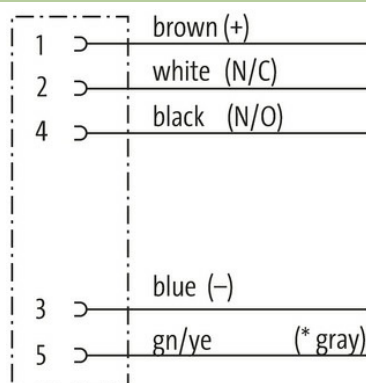 1 brown (+)
2 white (N/C)
4 black (N/O)
3 blue (–)
5 gn/ye (* gray)